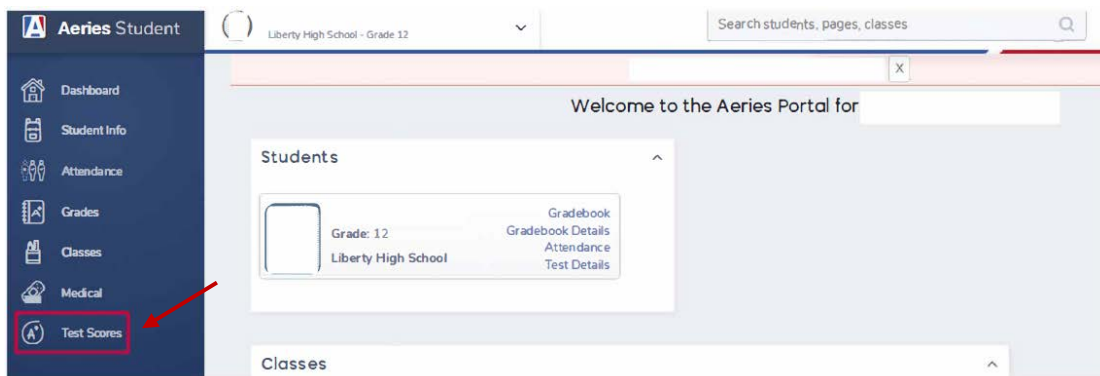 Aeries Student
Liberty High School - Grade 12
Search students, pages, classes
X
Dashboard
Student Info
Attendance
Grades
Classes
Medical
Test Scores
Welcome to the Aeries Portal for
Students
Grade: 12
Liberty High School
Gradebook
Gradebook Details
Attendance
Test Details
Classes